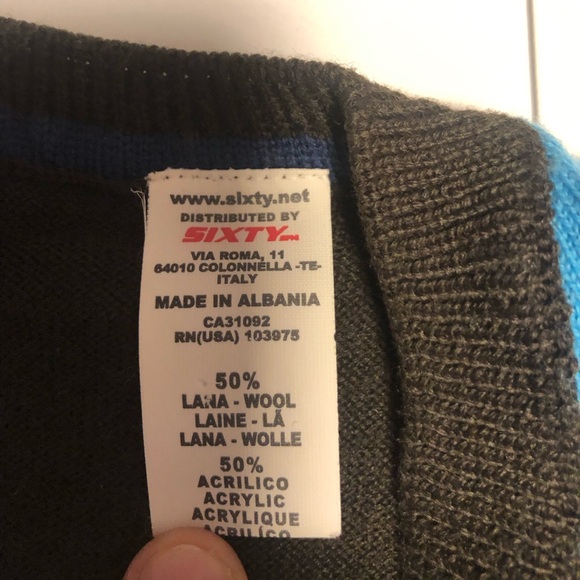 www.sixty.net
DISTRIBUTED BY
SIXTY
VIA ROMA, 11
64010 COLONNELLA -TE-
ITALY
MADE IN ALBANIA
CA31092
RN(USA) 103975
50%
LANA - WOOL
LAINE - LÃ
LANA - WOLLE
50%
ACRILICO
ACRYLIC
ACRYLIQUE
ACRÍLICO